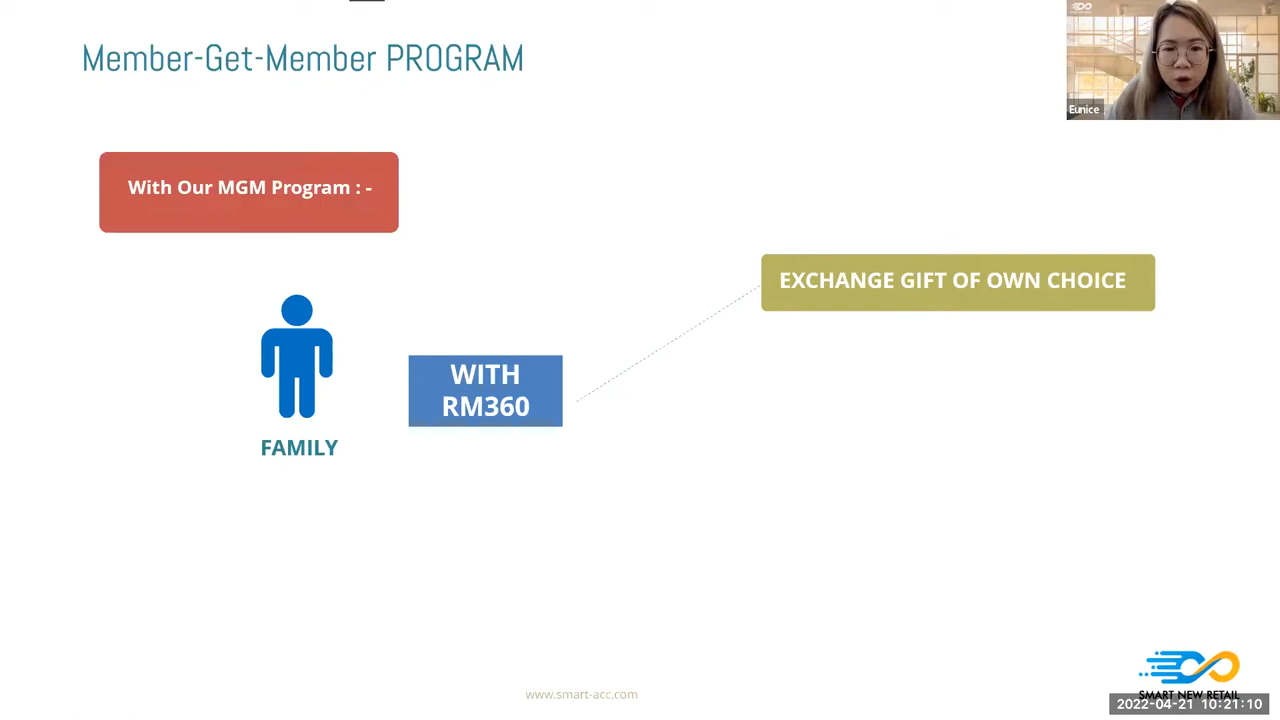 Member-Get-Member PROGRAM
Eunice
With Our MGM Program : -
EXCHANGE GIFT OF OWN CHOICE
WITH
RM360
FAMILY
www.smart-acc.com
SMART NEW RETAIL
2022-04-21 10:21:10